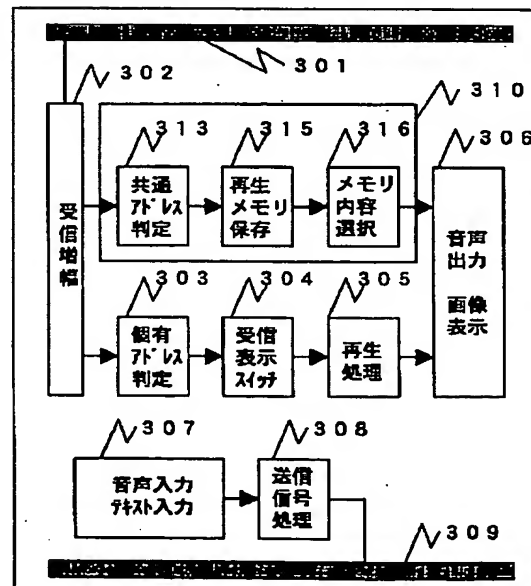 302
301
310
313
315
316
306
受信増幅
共通
アドレス
判定
再生
メモリ
保存
メモリ
内容
選択
音声
出力
画像
表示
303
304
305
個有
アドレス
判定
受信
表示
スイッチ
再生
処理
307
308
音声入力
テキスト入力
送信
信号
処理
309